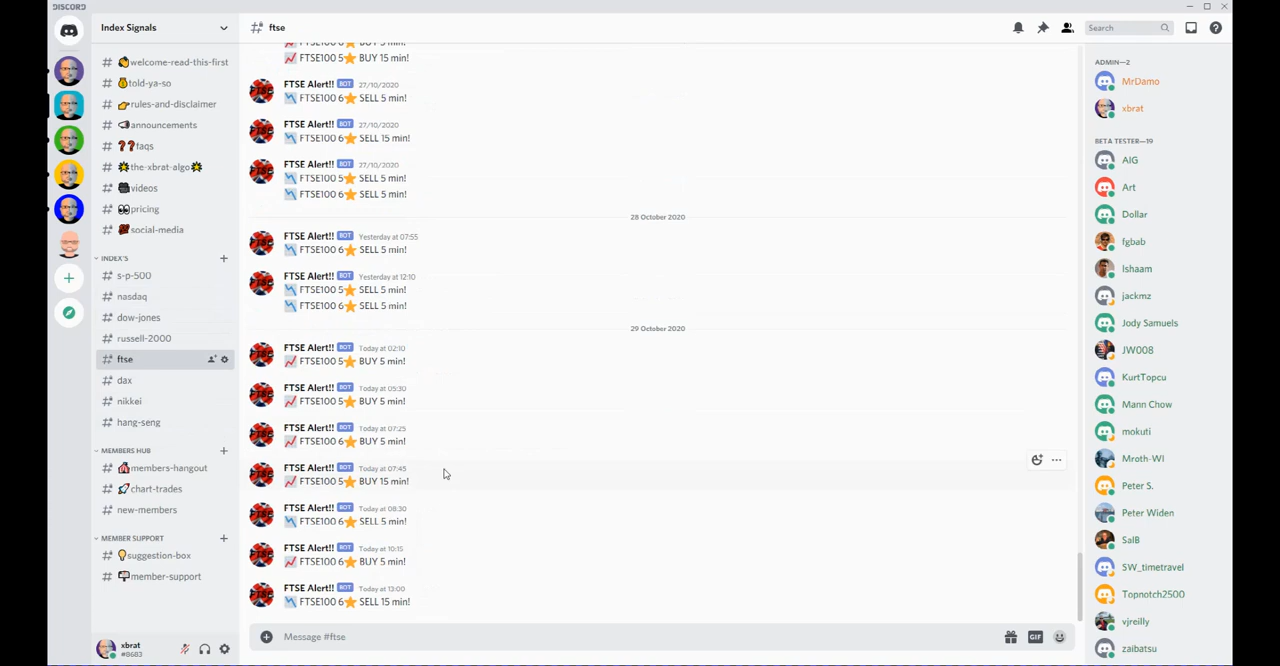 DISCORD
Index Signals
# ftse
Search
# welcome-read-this-first
# told-ya-so
# rules-and-disclaimer
# announcements
# ❓❓faqs
# the-xbrat-algo
# videos
# pricing
# social-media
INDEX'S
# s-p-500
# nasdaq
# dow-jones
# russell-2000
# ftse
# dax
# nikkei
# hang-seng
MEMBERS HUB
# members-hangout
# chart-trades
# new-members
MEMBER SUPPORT
# suggestion-box
# member-support
xbrat
#8683
FTSE100 5⭐ BUY 15 min!
FTSE Alert!! BOT 27/10/2020
FTSE100 6⭐ SELL 5 min!
FTSE Alert!! BOT 27/10/2020
FTSE100 6⭐ SELL 15 min!
FTSE Alert!! BOT 27/10/2020
FTSE100 6⭐ SELL 5 min!
FTSE100 6⭐ SELL 5 min!
28 October 2020
FTSE Alert!! BOT Yesterday at 07:55
FTSE100 6⭐ SELL 5 min!
FTSE Alert!! BOT Yesterday at 12:10
FTSE100 6⭐ SELL 5 min!
FTSE100 6⭐ SELL 5 min!
29 October 2020
FTSE Alert!! BOT Today at 02:10
FTSE100 5⭐ BUY 5 min!
FTSE Alert!! BOT Today at 05:30
FTSE100 5⭐ BUY 5 min!
FTSE Alert!! BOT Today at 07:25
FTSE100 5⭐ BUY 5 min!
FTSE Alert!! BOT Today at 07:45
FTSE100 5⭐ BUY 15 min!
FTSE Alert!! BOT Today at 08:30
FTSE100 6⭐ SELL 5 min!
FTSE Alert!! BOT Today at 10:15
FTSE100 6⭐ BUY 5 min!
FTSE Alert!! BOT Today at 13:00
FTSE100 6⭐ SELL 15 min!
Message #ftse
GIF
ADMIN—2
MrDamo
xbrat
BETA TESTER—19
AIG
Art
Dollar
fgbab
Ishaam
jackmz
Jody Samuels
JW008
KurtTopcu
Mann Chow
mokuti
Mroth-WI
Peter S.
Peter Widen
SalB
SW_timetravel
Topnotch2500
vjreilly
zaibatsu